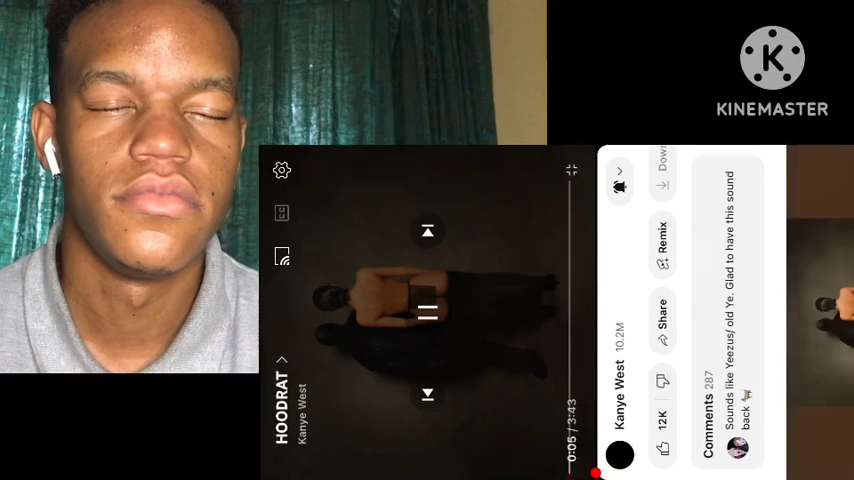 KINEMASTER
HOODRAT
Kanye West
0:05 / 3:43
Kanye West 10.2M
12K
Share
Remix
Down
Comments 287
Sounds like Yeezus/ old Ye. Glad to have this sound
back 🐐